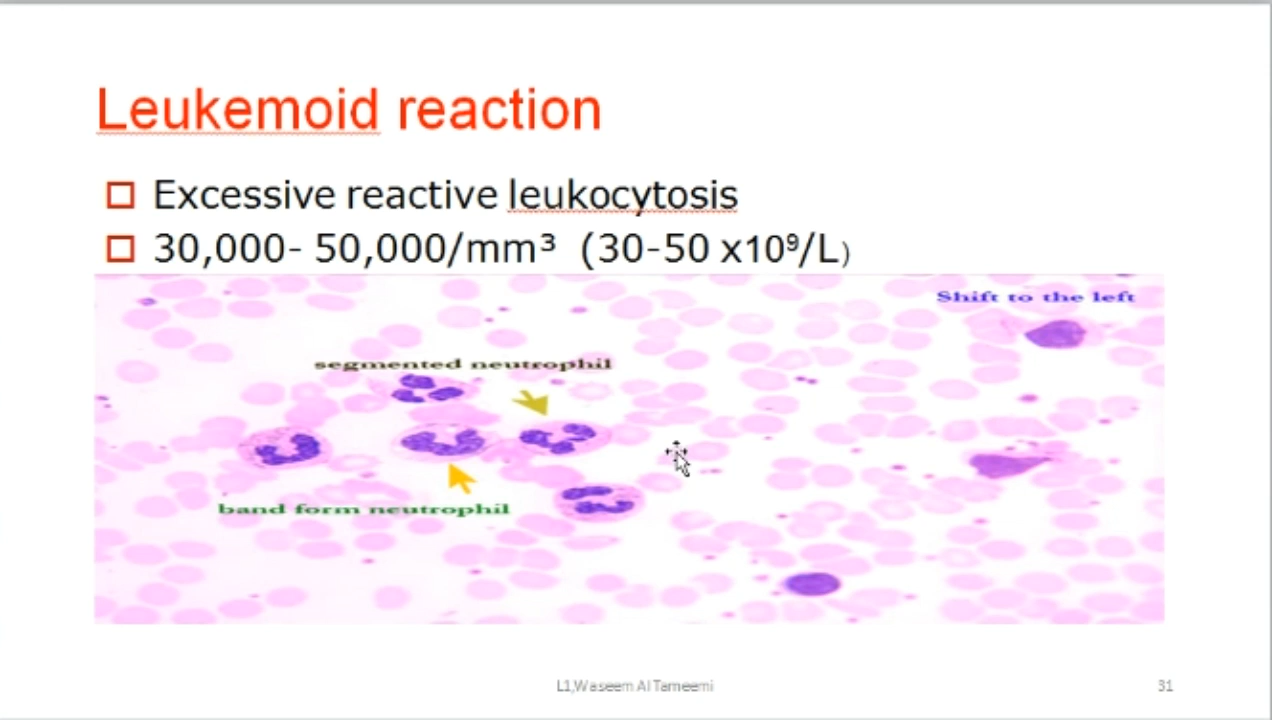 Leukemoid reaction
Excessive reactive leukocytosis
30,000- 50,000/mm³ (30-50 x10⁹/L)
Shift to the left
segmented neutrophil
band form neutrophil
L1,Waseem Al Tameemi
31